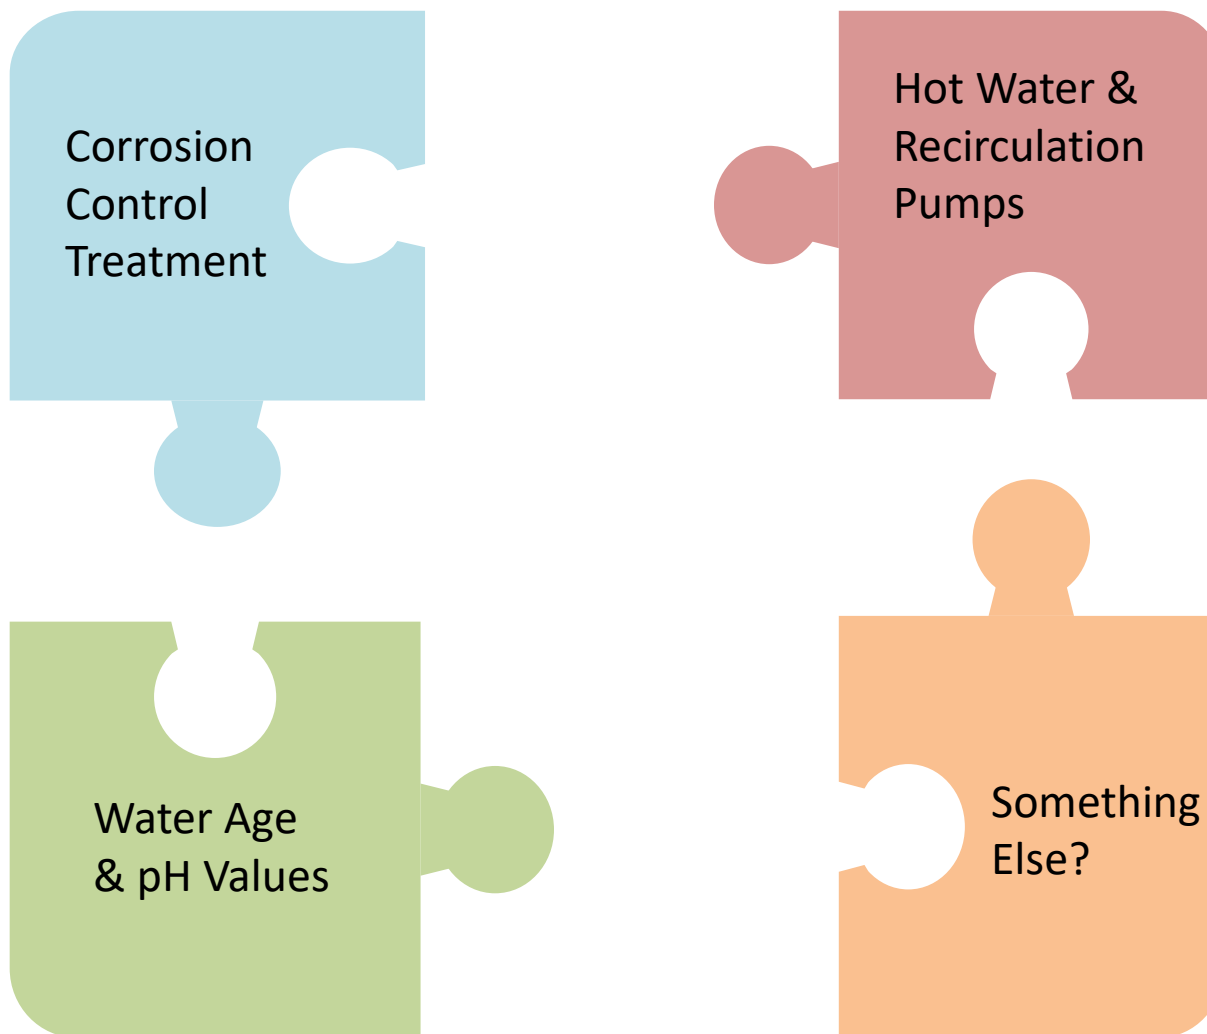 Corrosion
Control
Treatment
Hot Water &
Recirculation
Pumps
Water Age
& pH Values
Something
Else?